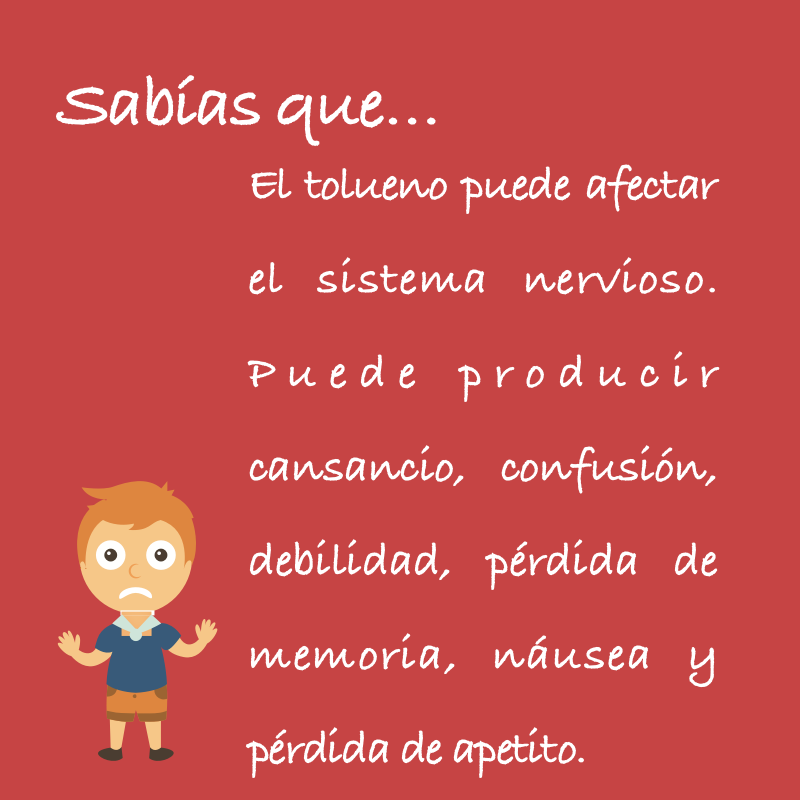 Sabías que...
El tolueno puede afectar
el sistema nervioso.
Puede producir
cansancio, confusión,
debilidad, pérdida de
memoria, náusea y
pérdida de apetito.